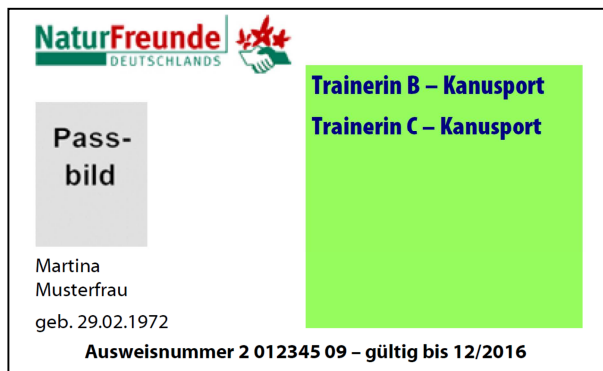 NaturFreunde
DEUTSCHLANDS
Trainerin B – Kanusport
Trainerin C – Kanusport
Pass-
bild
Martina
Musterfrau
geb. 29.02.1972
Ausweisnummer 2 012345 09 – gültig bis 12/2016